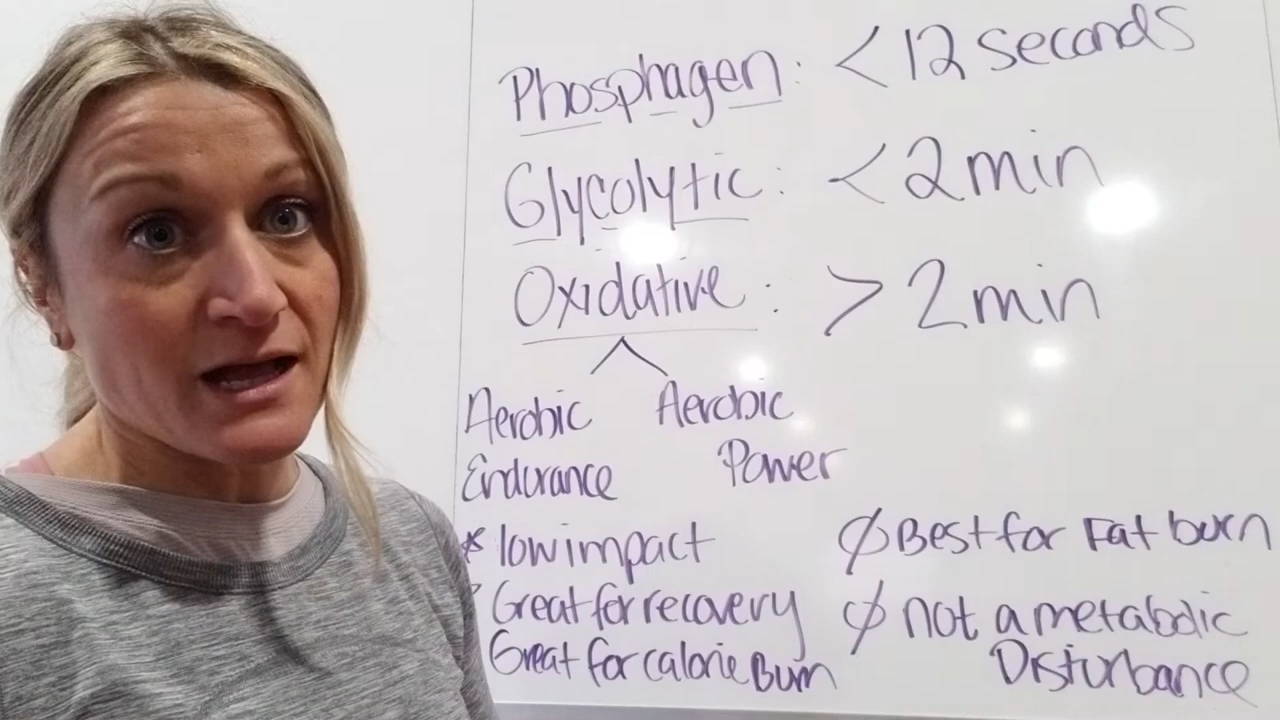 Phosphagen: < 12 seconds
Glycolytic: < 2 min
Oxidative: > 2 min
Aerobic Endurance
Aerobic Power
* low impact
Great for recovery
Great for calorie Burn
∅ Best for Fat burn
∅ not a metabolic
Disturbance